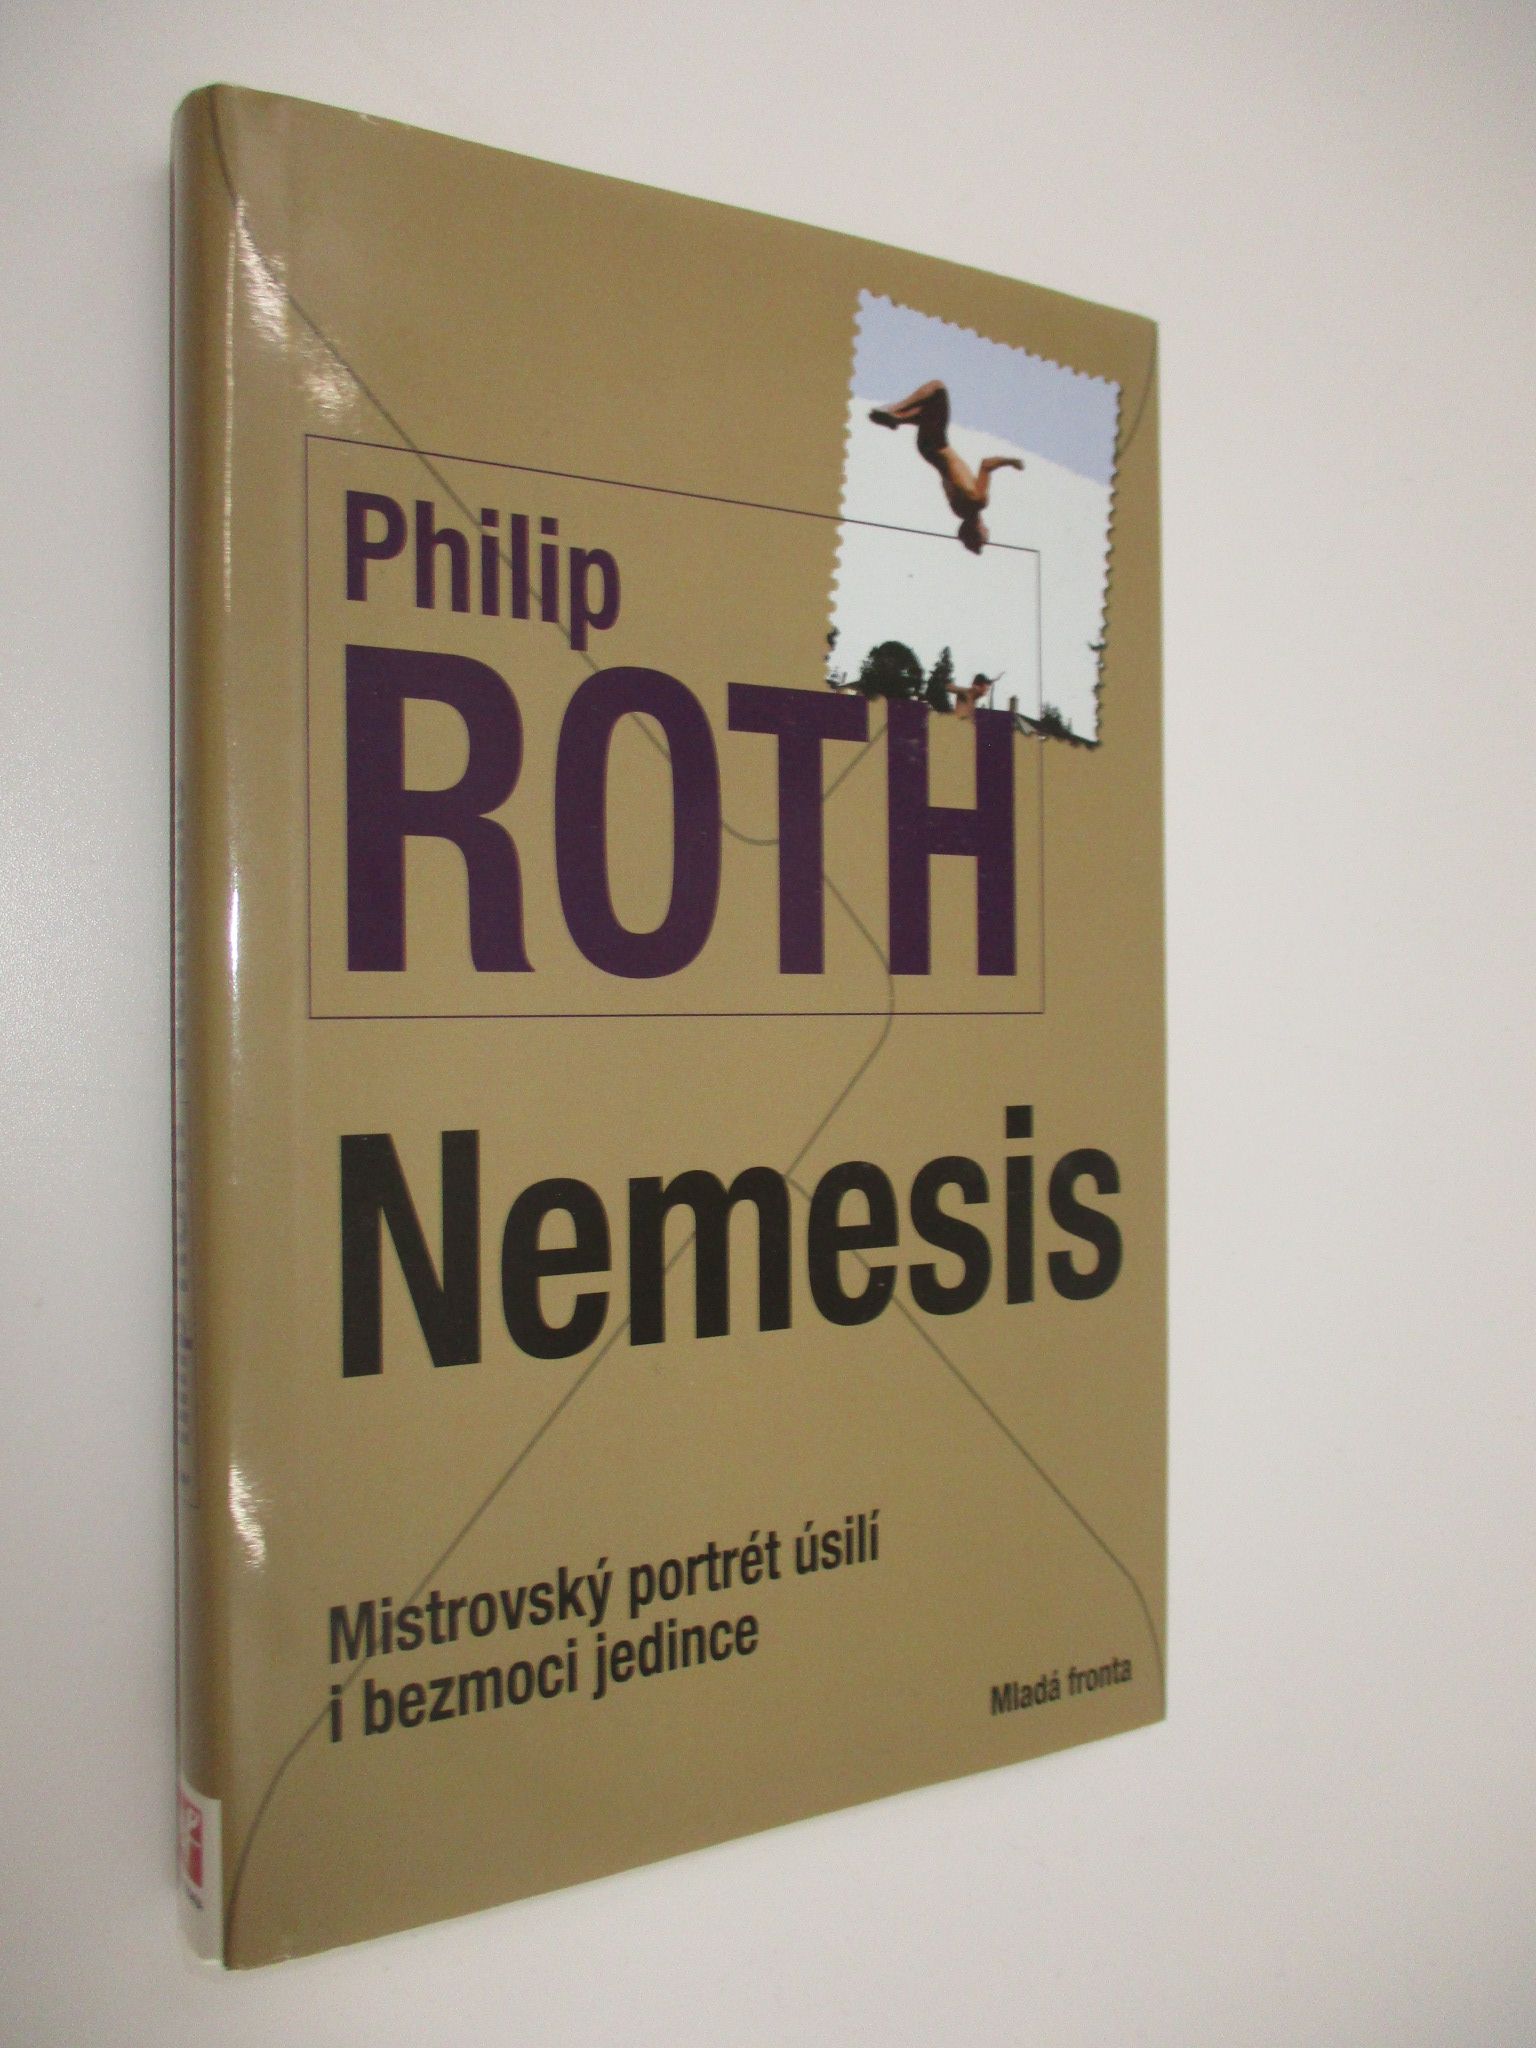 Philip
ROTH
Nemesis
Mistrovský portrét úsilí
i bezmoci jedince
Mladá fronta